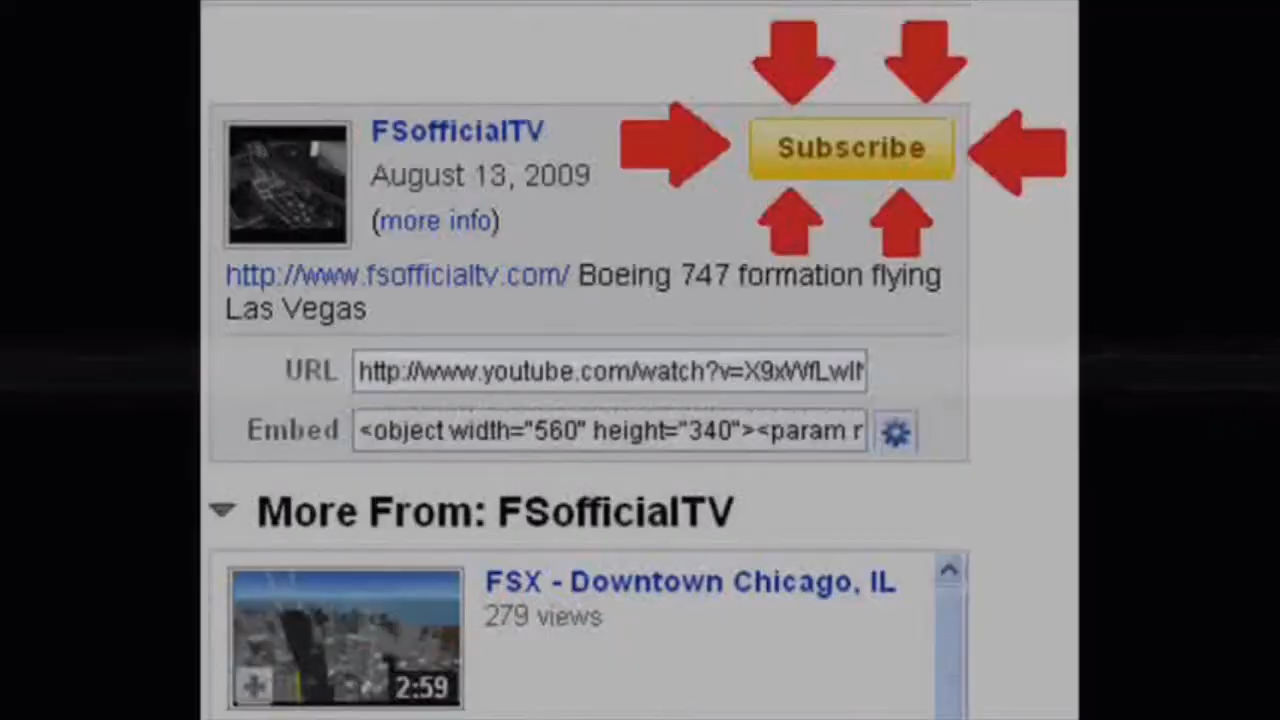 FSofficialTV
Subscribe
August 13, 2009
(more info)
http://www.fsofficialtv.com/ Boeing 747 formation flying
Las Vegas
URL http://www.youtube.com/watch?v=X9xWfLwI
Embed <object width="560" height="340"><param r
More From: FSofficialTV
FSX - Downtown Chicago, IL
279 views
2:59